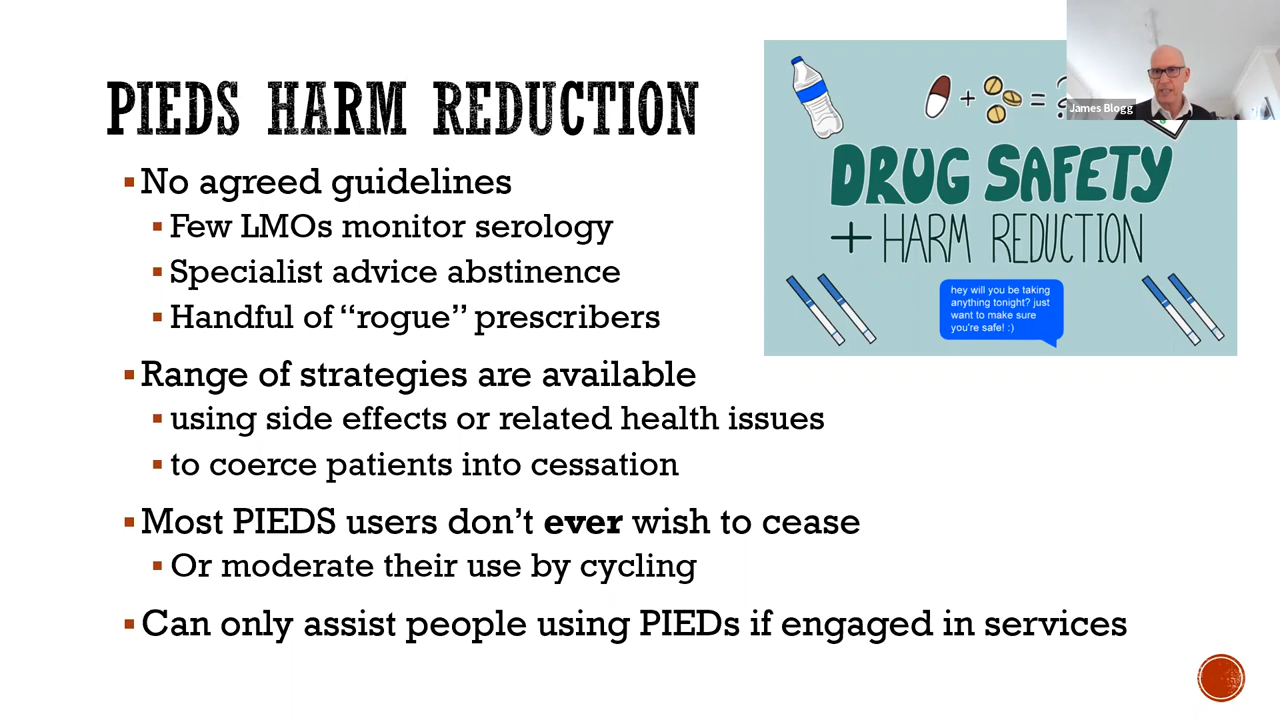 PIEDS HARM REDUCTION
No agreed guidelines
Few LMOs monitor serology
Specialist advice abstinence
Handful of “rogue” prescribers
Range of strategies are available
using side effects or related health issues
to coerce patients into cessation
Most PIEDS users don’t ever wish to cease
Or moderate their use by cycling
Can only assist people using PIEDs if engaged in services
+ =
DRUG SAFETY
+ HARM REDUCTION
hey will you be taking
anything tonight? just
want to make sure
you're safe! :)
James Blogg